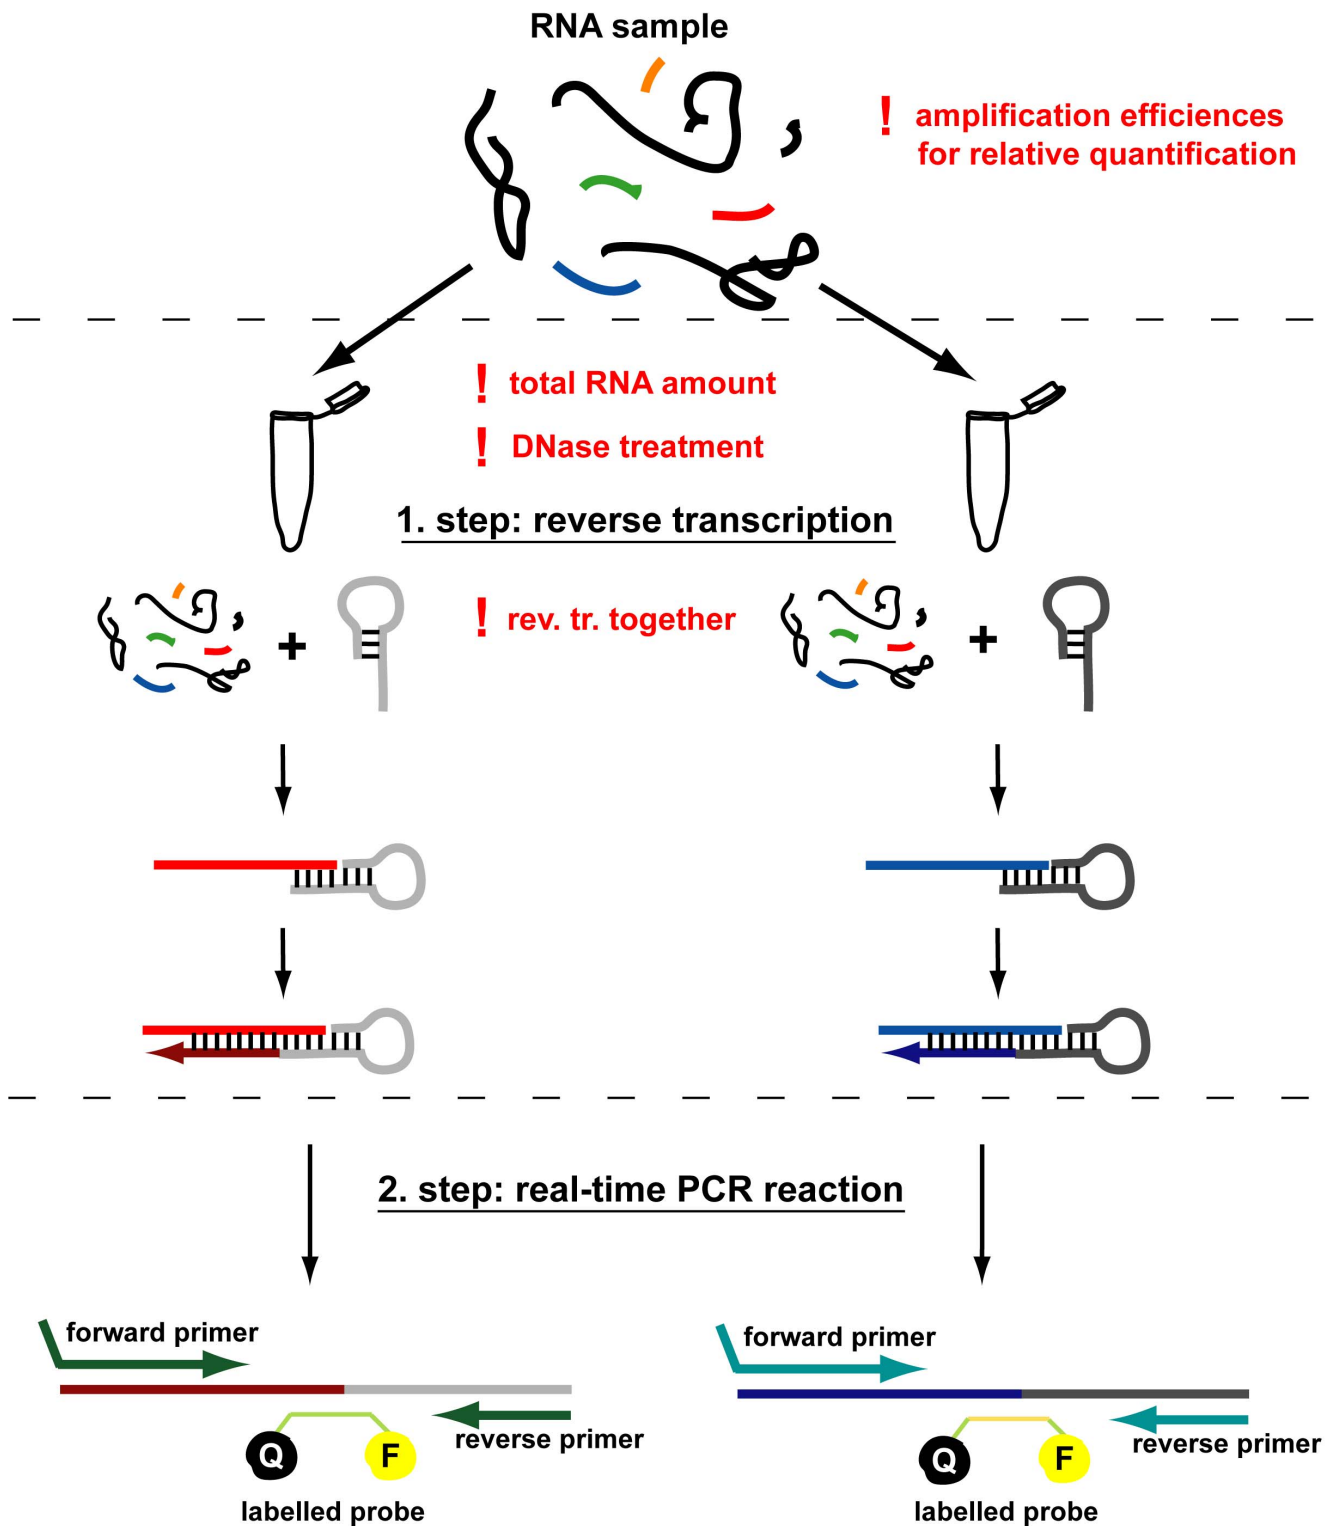 RNA sample
! amplification efficiences
for relative quantification
! total RNA amount
! DNase treatment
1. step: reverse transcription
+
! rev. tr. together
+
2. step: real-time PCR reaction
forward primer
forward primer
reverse primer
reverse primer
Q F
Q F
labelled probe
labelled probe